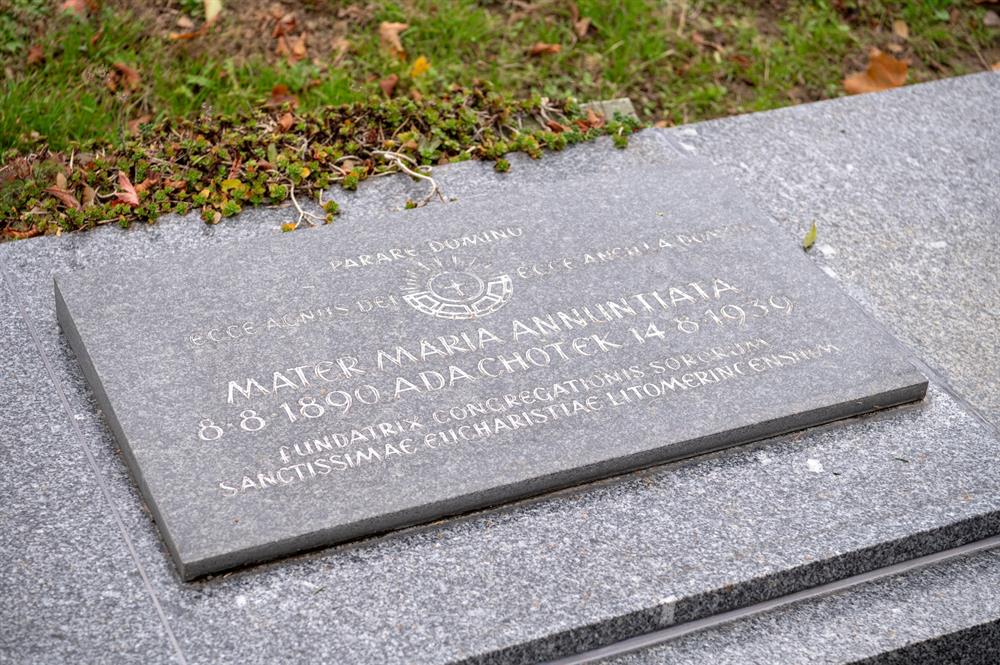 PARARE DOMINO
ECCE AGNUS DEI ECCE ANCILLA DOMINI
MATER MARIA ANNUNTIATA
8·8·1890 ADA CHOTEK 14·8·1939
FUNDATRIX CONGREGATIONIS SORORUM
SANCTISSIMAE EUCHARISTIAE LITOMERINCENSIUM